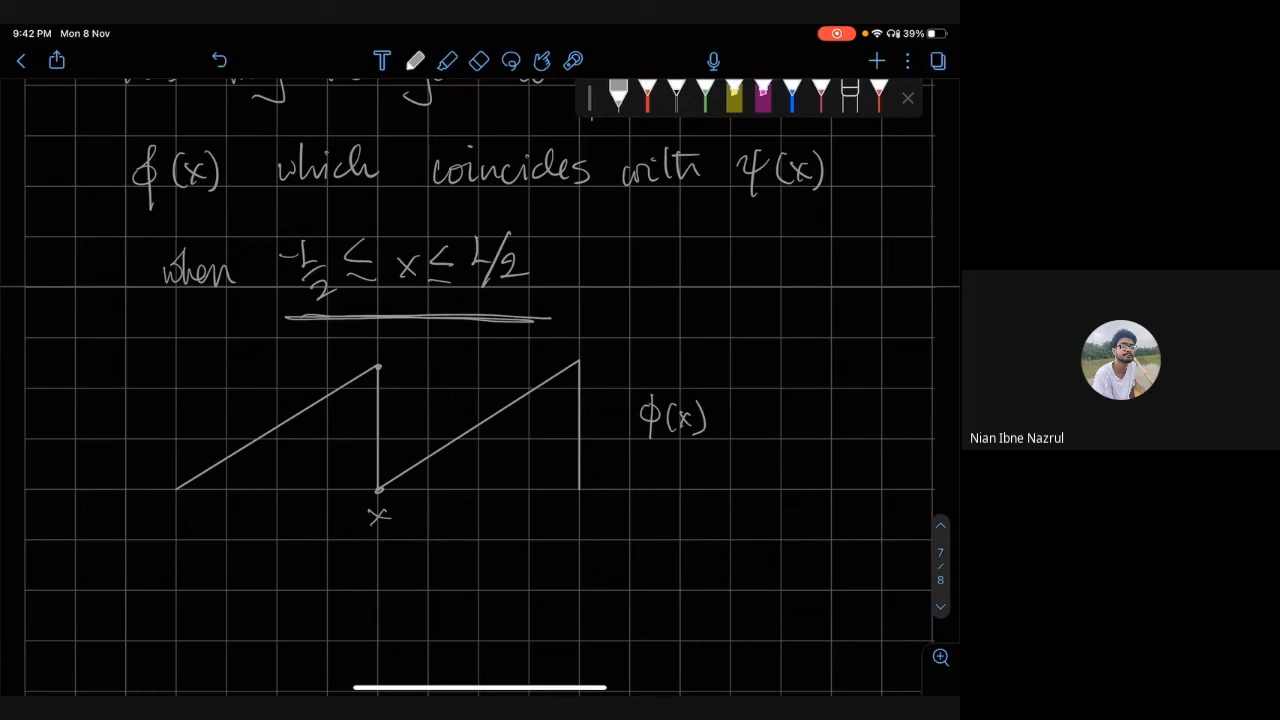 9:42 PM Mon 8 Nov
39%
ϕ(x) which coincides with ψ(x)
when -L/2 ≤ x ≤ L/2
ϕ(x)
x
7
/
8
Nian Ibne Nazrul